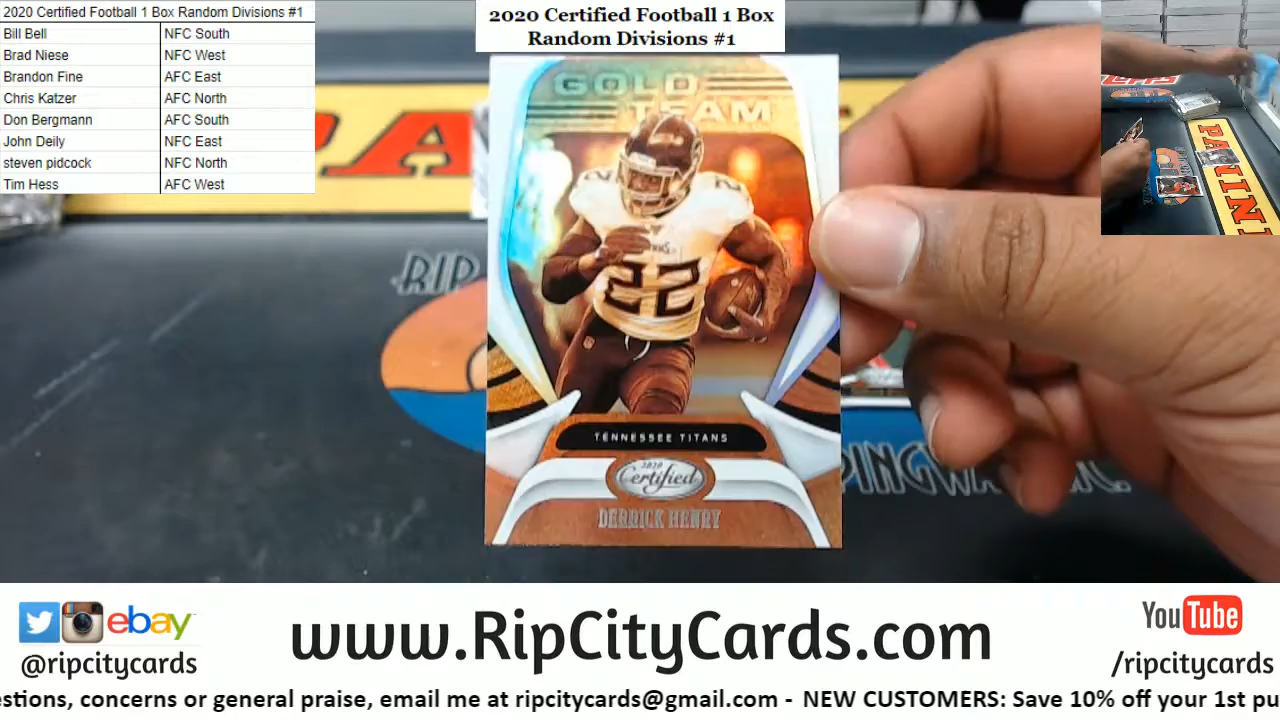 2020 Certified Football 1 Box Random Divisions #1
Bill Bell NFC South
Brad Niese NFC West
Brandon Fine AFC East
Chris Katzer AFC North
Don Bergmann AFC South
John Deily NFC East
steven pidcock NFC North
Tim Hess AFC West
2020 Certified Football 1 Box
Random Divisions #1
GOLD
TEAM
22
TENNESSEE TITANS
2020
Certified
DERRICK HENRY
RIP
PANINI
ebay
@ripcitycards
www.RipCityCards.com
YouTube
/ripcitycards
estions, concerns or general praise, email me at ripcitycards@gmail.com - NEW CUSTOMERS: Save 10% off your 1st pu